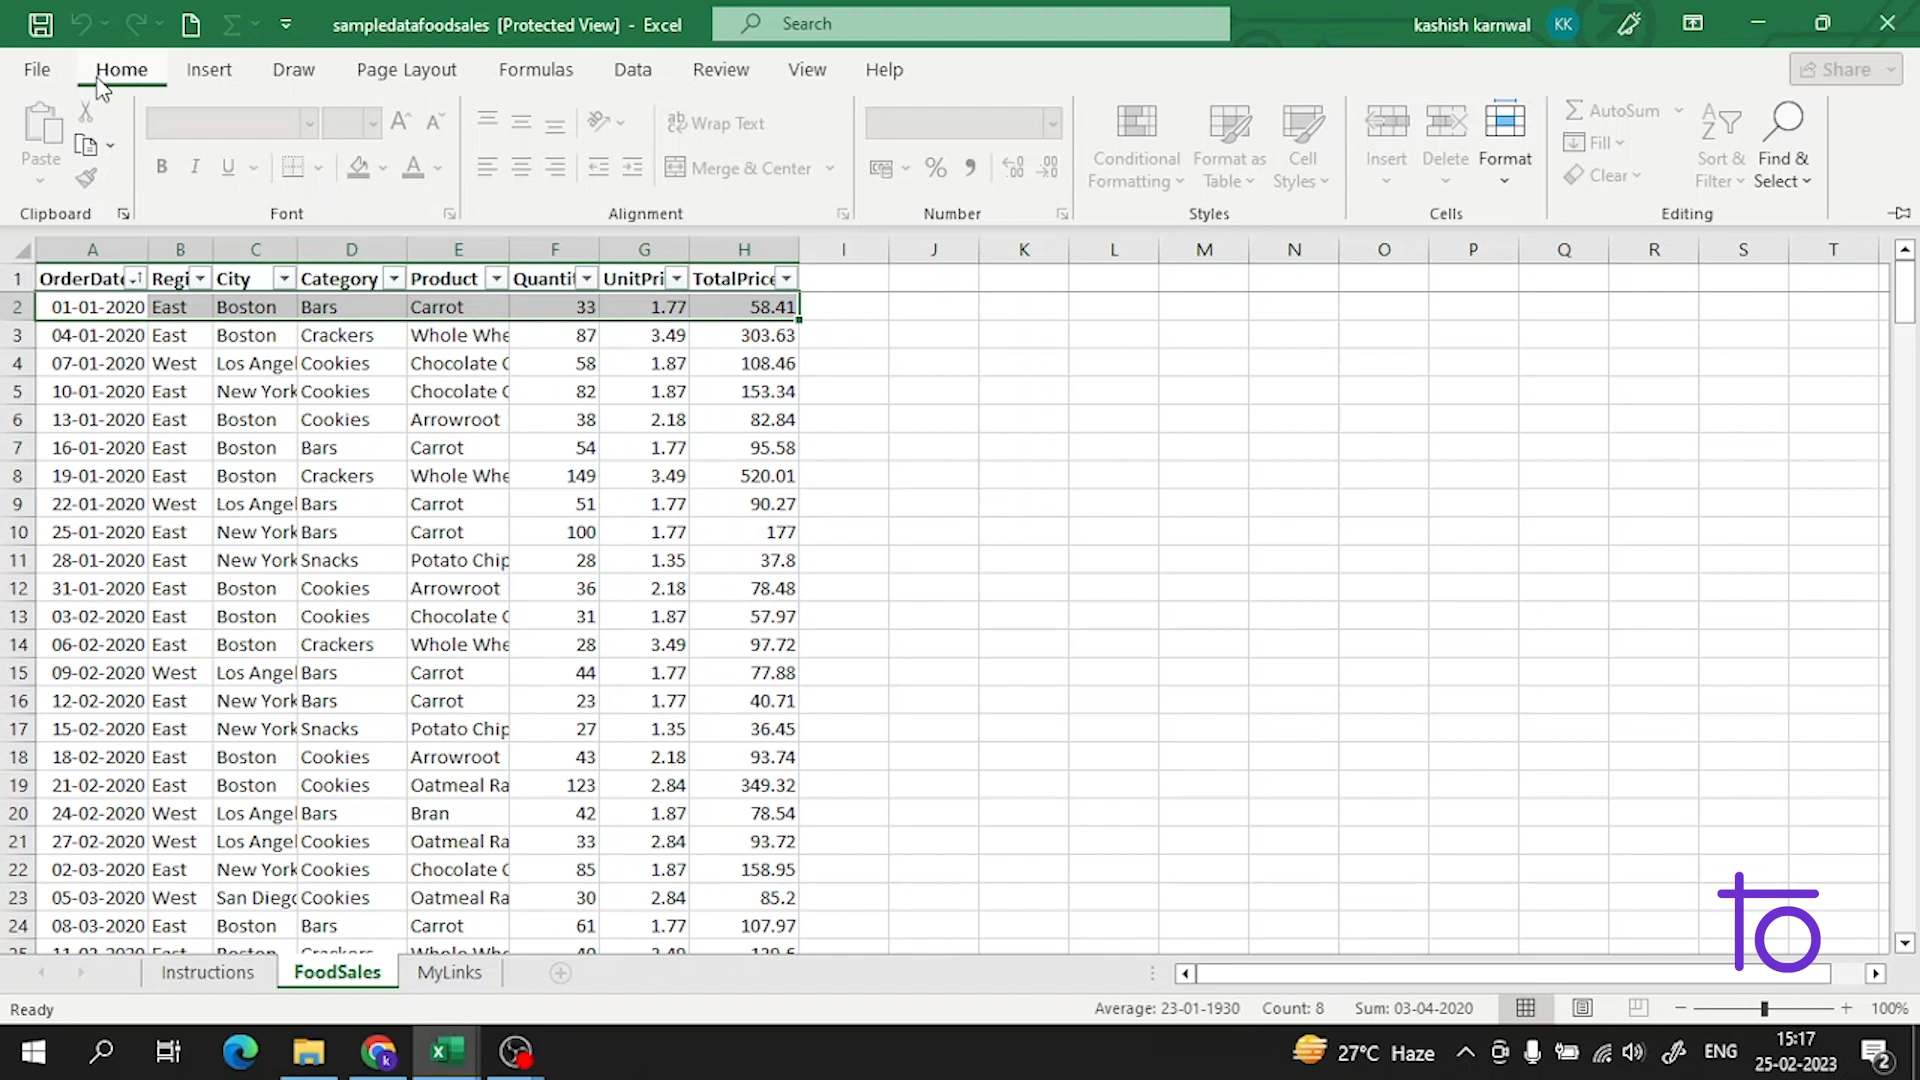 sampledatafoodsales [Protected View] - Excel
Search
kashish karnwal KK
File Home Insert Draw Page Layout Formulas Data Review View Help
Share
Paste
Clipboard
B I U A
Font
Wrap Text
Merge & Center
Alignment
%
Number
Conditional Formatting
Format as Table
Cell Styles
Styles
Insert Delete Format
Cells
AutoSum
Fill
Clear
Sort & Filter
Find & Select
Editing
A B C D E F G H I J K L M N O P Q R S T
1 OrderDate Regi City Category Product Quantit UnitPri TotalPrice
2 01-01-2020 East Boston Bars Carrot 33 1.77 58.41
3 04-01-2020 East Boston Crackers Whole Whe 87 3.49 303.63
4 07-01-2020 West Los Angel Cookies Chocolate C 58 1.87 108.46
5 10-01-2020 East New York Cookies Chocolate C 82 1.87 153.34
6 13-01-2020 East Boston Cookies Arrowroot 38 2.18 82.84
7 16-01-2020 East Boston Bars Carrot 54 1.77 95.58
8 19-01-2020 East Boston Crackers Whole Whe 149 3.49 520.01
9 22-01-2020 West Los Angel Bars Carrot 51 1.77 90.27
10 25-01-2020 East New York Bars Carrot 100 1.77 177
11 28-01-2020 East New York Snacks Potato Chip 28 1.35 37.8
12 31-01-2020 East Boston Cookies Arrowroot 36 2.18 78.48
13 03-02-2020 East Boston Cookies Chocolate C 31 1.87 57.97
14 06-02-2020 East Boston Crackers Whole Whe 28 3.49 97.72
15 09-02-2020 West Los Angel Bars Carrot 44 1.77 77.88
16 12-02-2020 East New York Bars Carrot 23 1.77 40.71
17 15-02-2020 East New York Snacks Potato Chip 27 1.35 36.45
18 18-02-2020 East Boston Cookies Arrowroot 43 2.18 93.74
19 21-02-2020 East Boston Cookies Oatmeal Ra 123 2.84 349.32
20 24-02-2020 West Los Angel Bars Bran 42 1.87 78.54
21 27-02-2020 West Los Angel Cookies Oatmeal Ra 33 2.84 93.72
22 02-03-2020 East New York Cookies Chocolate C 85 1.87 158.95
23 05-03-2020 West San Diego Cookies Oatmeal Ra 30 2.84 85.2
24 08-03-2020 East Boston Bars Carrot 61 1.77 107.97
Instructions FoodSales MyLinks
Ready
Average: 23-01-1930 Count: 8 Sum: 03-04-2020
100%
27°C Haze
ENG
15:17
25-02-2023
2